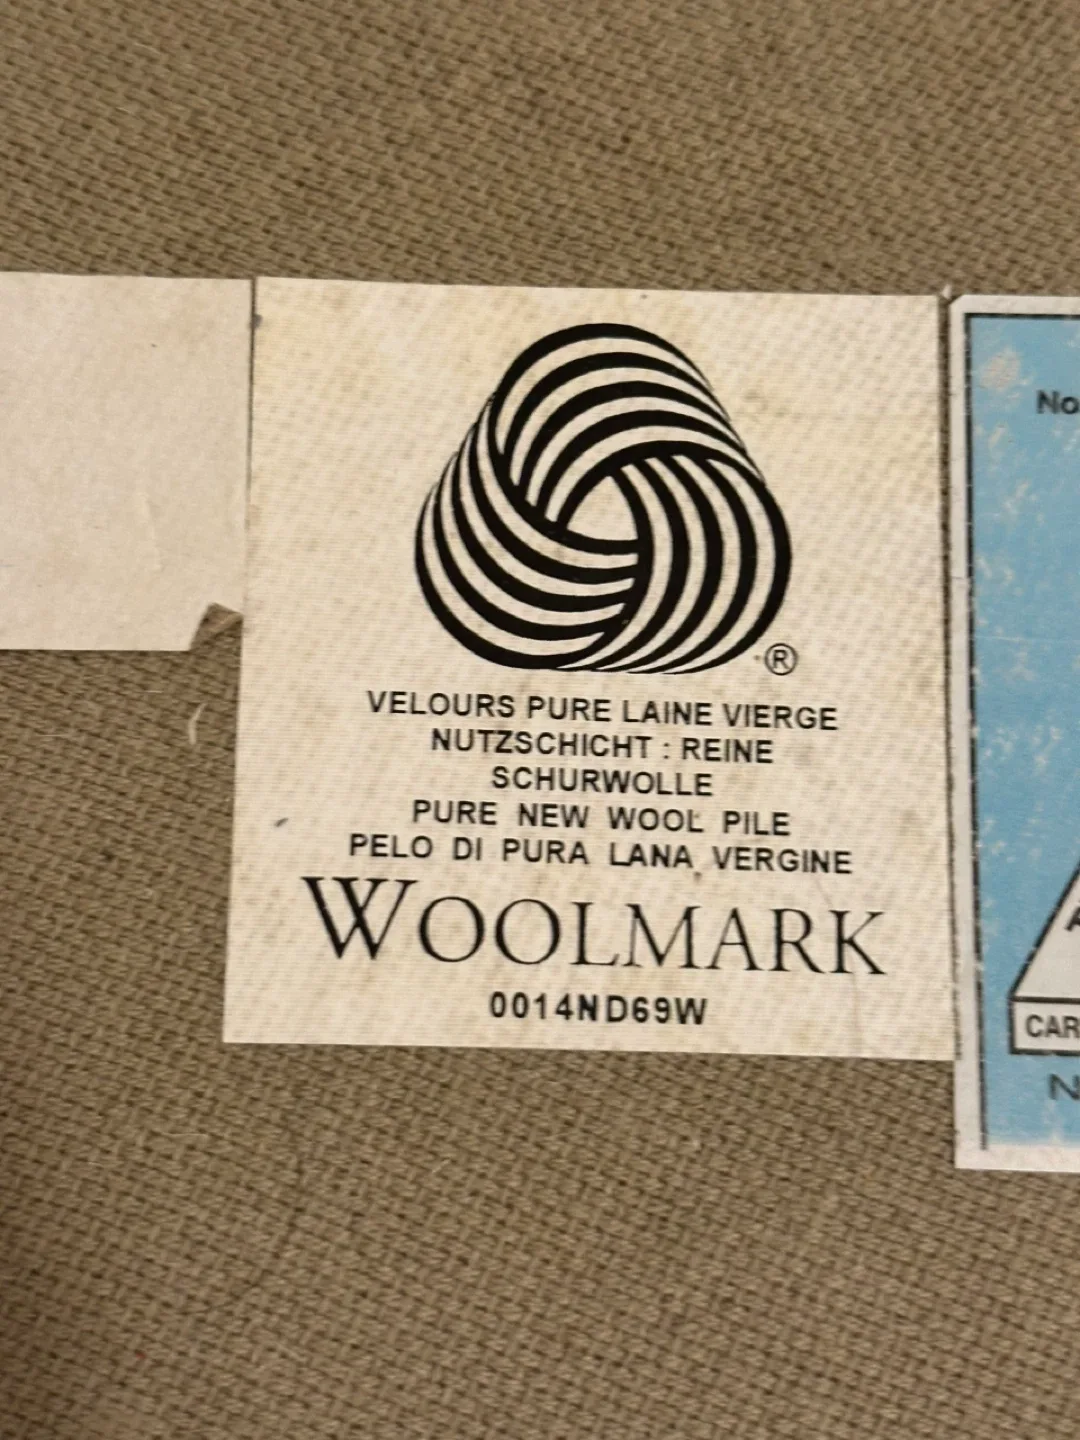 ®
VELOURS PURE LAINE VIERGE
NUTZSCHICHT : REINE
SCHURWOLLE
PURE NEW WOOL PILE
PELO DI PURA LANA VERGINE
WOOLMARK
0014ND69W